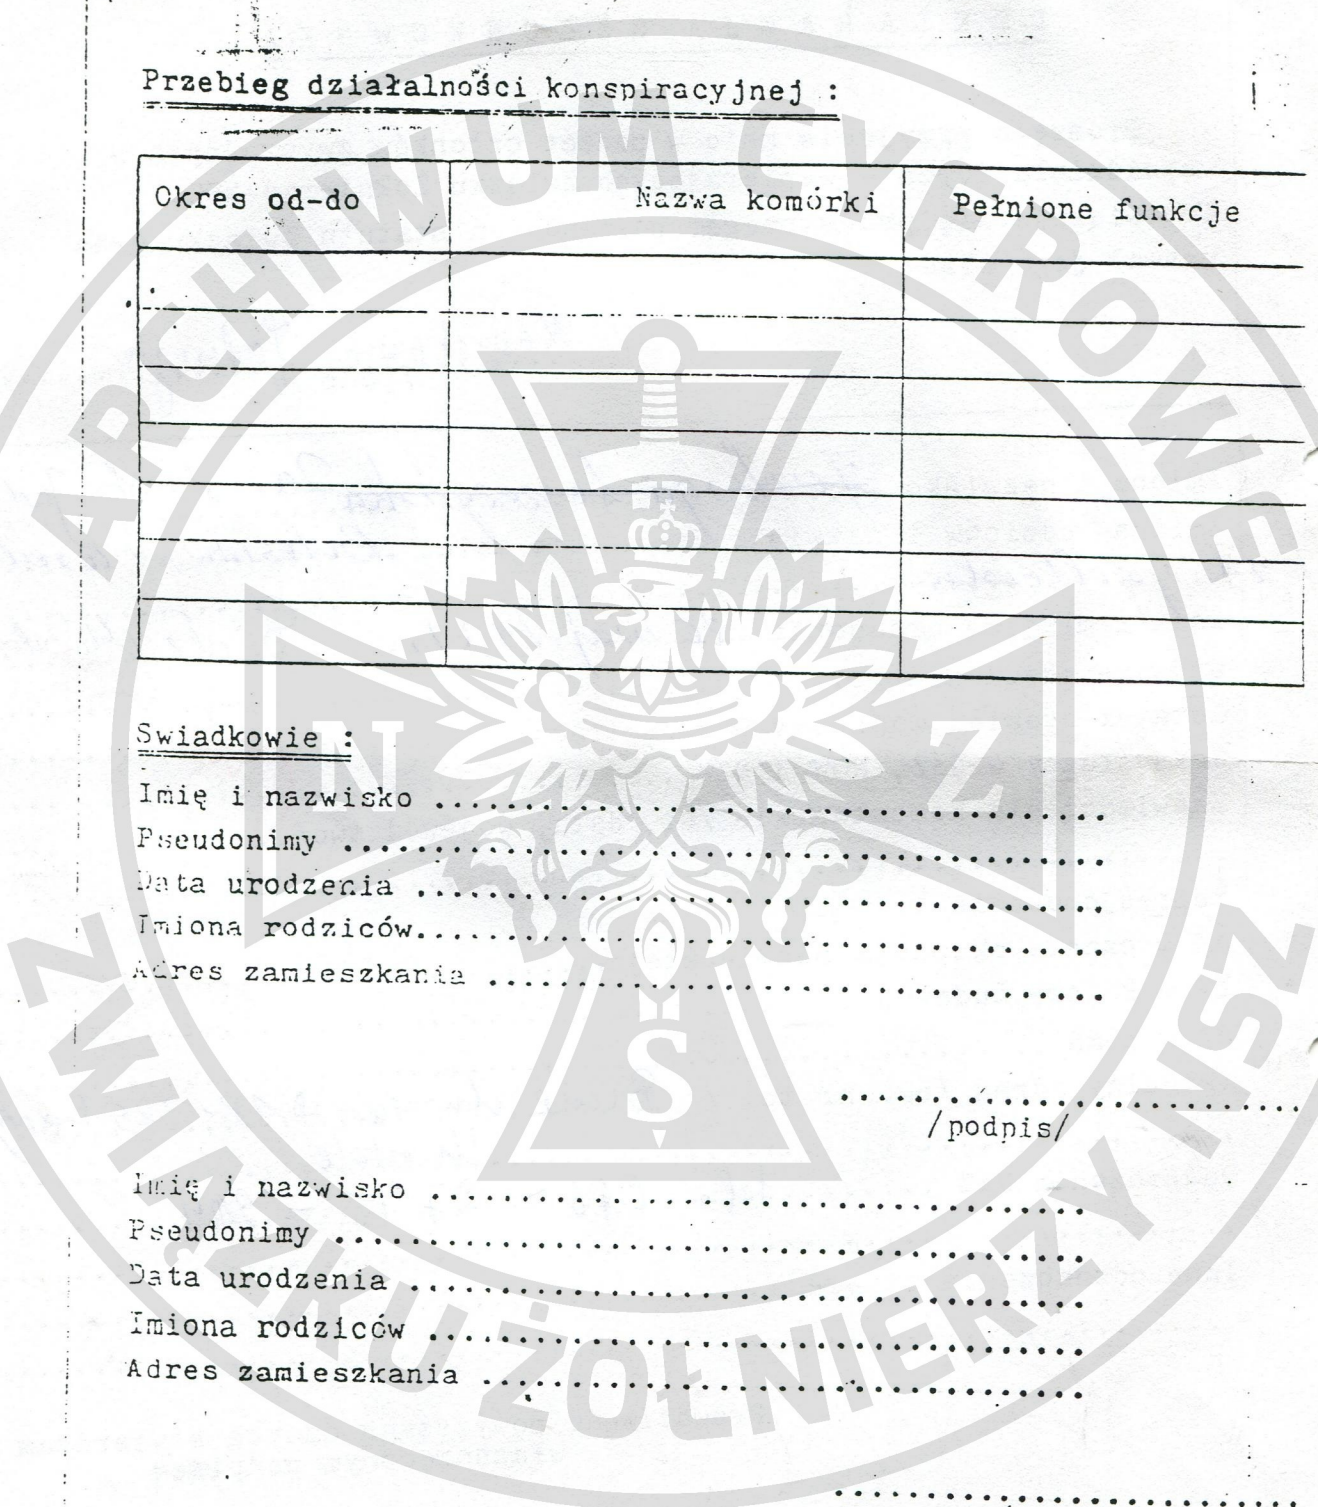 Przebieg działalności konspiracyjnej :
Okres od-do Nazwa komórki Pełnione funkcje
Swiadkowie :
Imię i nazwisko ......................................
Pseudonimy ...........................................
Data urodzenia .......................................
Imiona rodziców.......................................
Adres zamieszkania ...................................
..........................
/podpis/
Imię i nazwisko ......................................
Pseudonimy ...........................................
Data urodzenia .......................................
Imiona rodziców ......................................
Adres zamieszkania ...................................
..........................
ARCHIWUM CYFROWE
ZWIĄZKU ŻOŁNIERZY NSZ
N Z
S